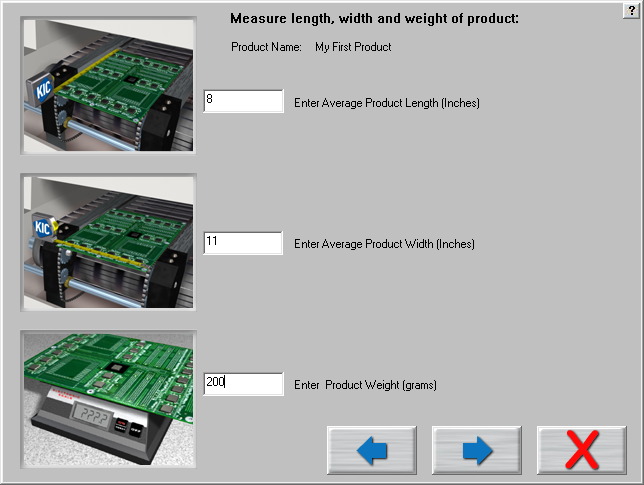 ?
Measure length, width and weight of product:
Product Name: My First Product
KIC
8
Enter Average Product Length (Inches)
KIC
11
Enter Average Product Width (Inches)
200
Enter Product Weight (grams)